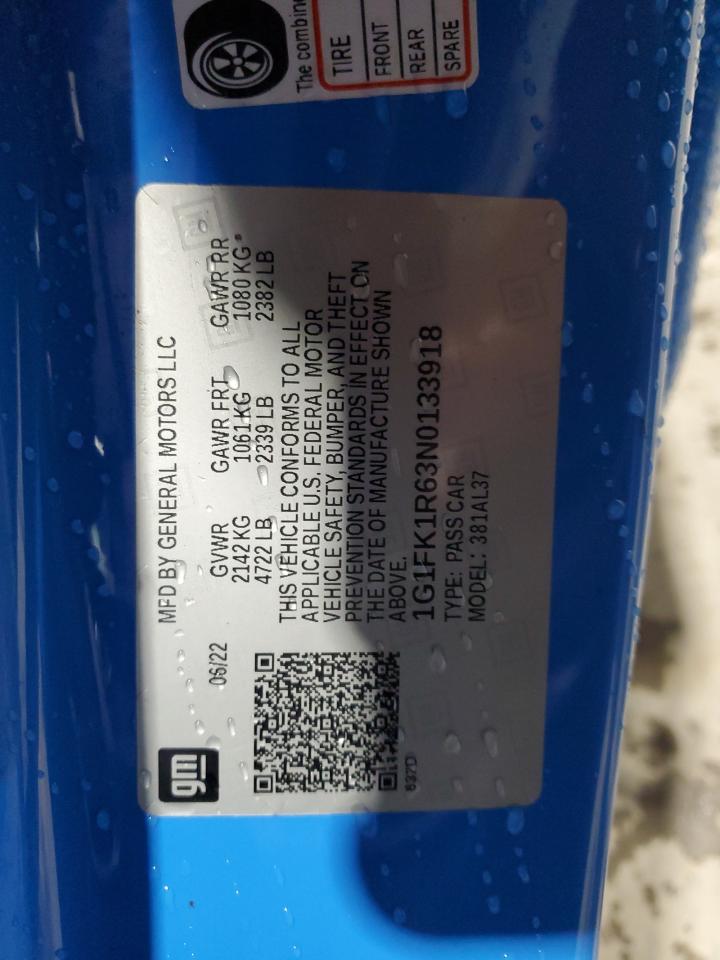 The combine
TIRE
FRONT
REAR
SPARE
gm
MFD BY GENERAL MOTORS LLC
06/22
GVWR GAWR FRT GAWR RR
2142 KG 1061 KG 1080 KG
4722 LB 2339 LB 2382 LB
THIS VEHICLE CONFORMS TO ALL
APPLICABLE U.S. FEDERAL MOTOR
VEHICLE SAFETY, BUMPER, AND THEFT
PREVENTION STANDARDS IN EFFECT ON
THE DATE OF MANUFACTURE SHOWN
ABOVE.
1G1FK1R63N0133918
TYPE: PASS CAR
MODEL: 381AL37